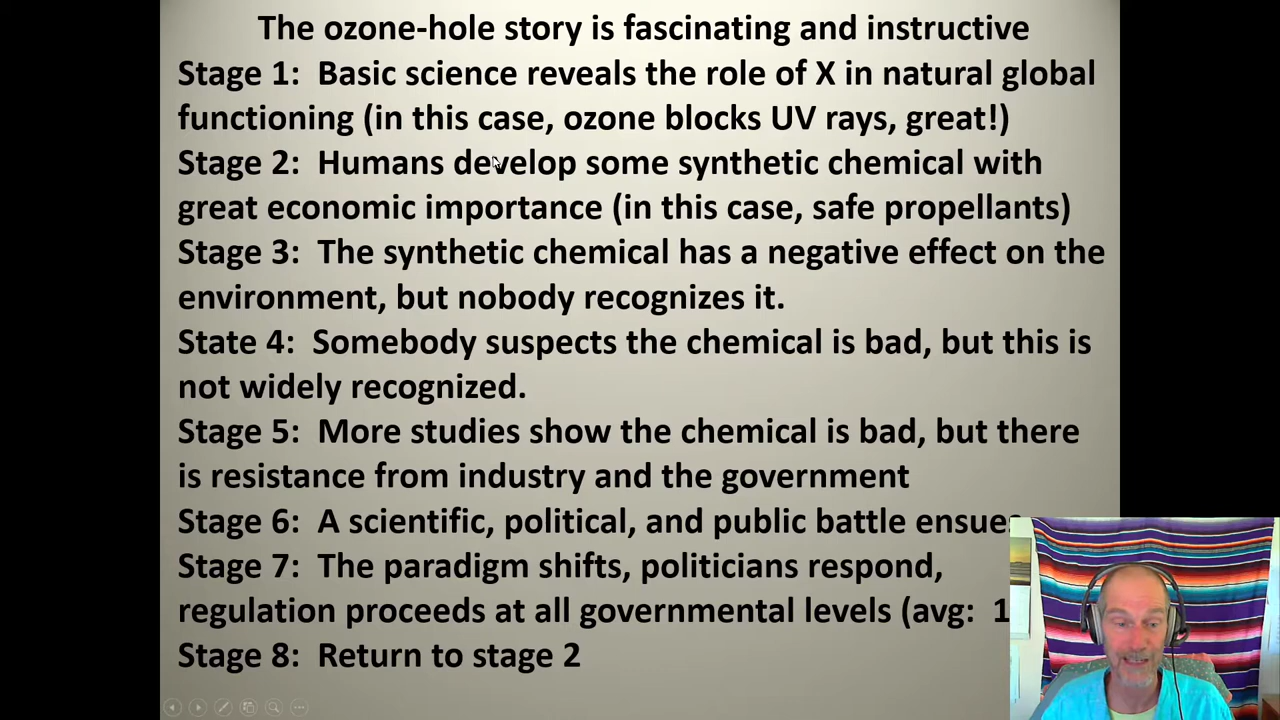 The ozone-hole story is fascinating and instructive
Stage 1: Basic science reveals the role of X in natural global
functioning (in this case, ozone blocks UV rays, great!)
Stage 2: Humans develop some synthetic chemical with
great economic importance (in this case, safe propellants)
Stage 3: The synthetic chemical has a negative effect on the
environment, but nobody recognizes it.
State 4: Somebody suspects the chemical is bad, but this is
not widely recognized.
Stage 5: More studies show the chemical is bad, but there
is resistance from industry and the government
Stage 6: A scientific, political, and public battle ensues
Stage 7: The paradigm shifts, politicians respond,
regulation proceeds at all governmental levels (avg:
Stage 8: Return to stage 2